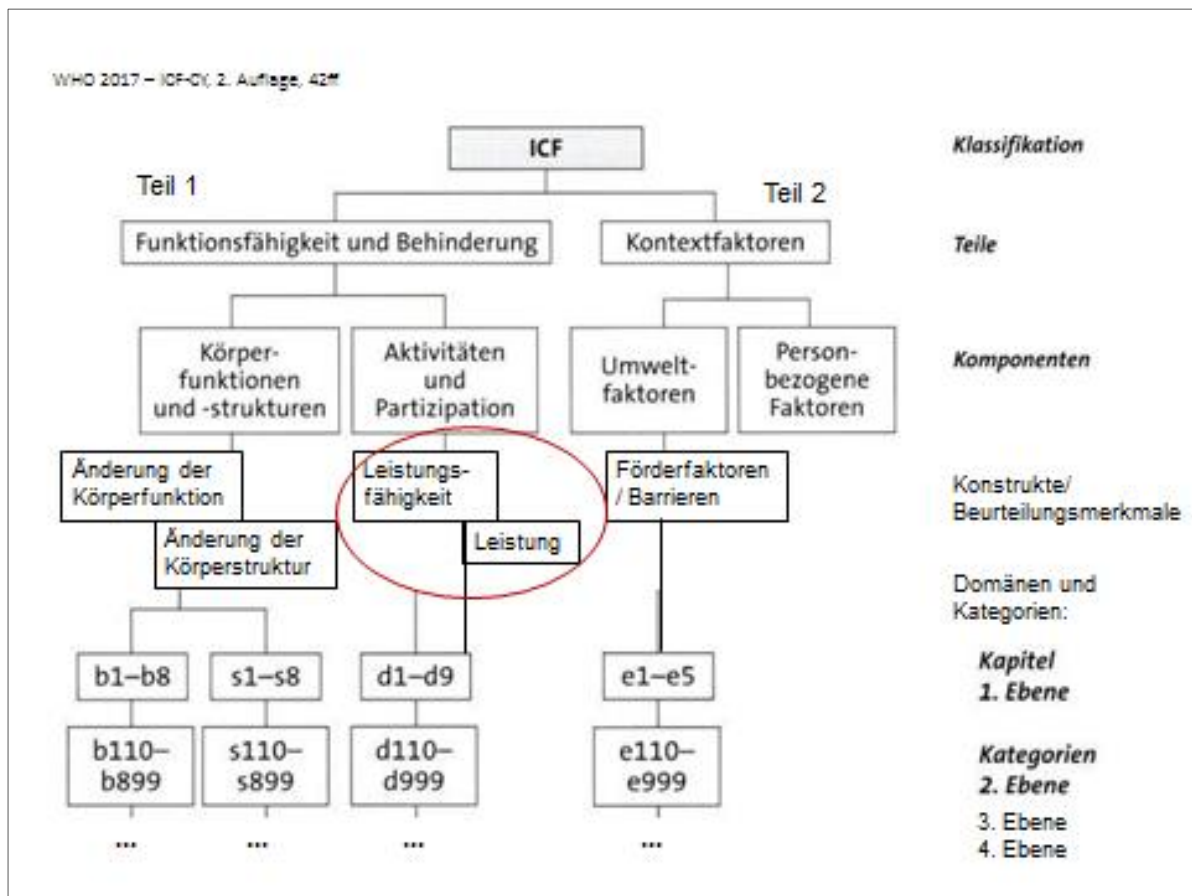 WHO 2017 – ICF-CY, 2. Auflage, 42ff
ICF
Klassifikation
Teil 1
Teil 2
Funktionsfähigkeit und Behinderung
Kontextfaktoren
Teile
Körper-
funktionen
und -strukturen
Aktivitäten
und
Partizipation
Umwelt-
faktoren
Person-
bezogene
Faktoren
Komponenten
Änderung der
Körperfunktion
Änderung der
Körperstruktur
Leistungs-
fähigkeit
Leistung
Förderfaktoren
/ Barrieren
Konstrukte/
Beurteilungsmerkmale
Domänen und
Kategorien:
b1–b8
s1–s8
d1–d9
e1–e5
Kapitel
1. Ebene
b110–
b899
s110–
s899
d110–
d999
e110–
e999
Kategorien
2. Ebene
...
...
...
...
3. Ebene
4. Ebene